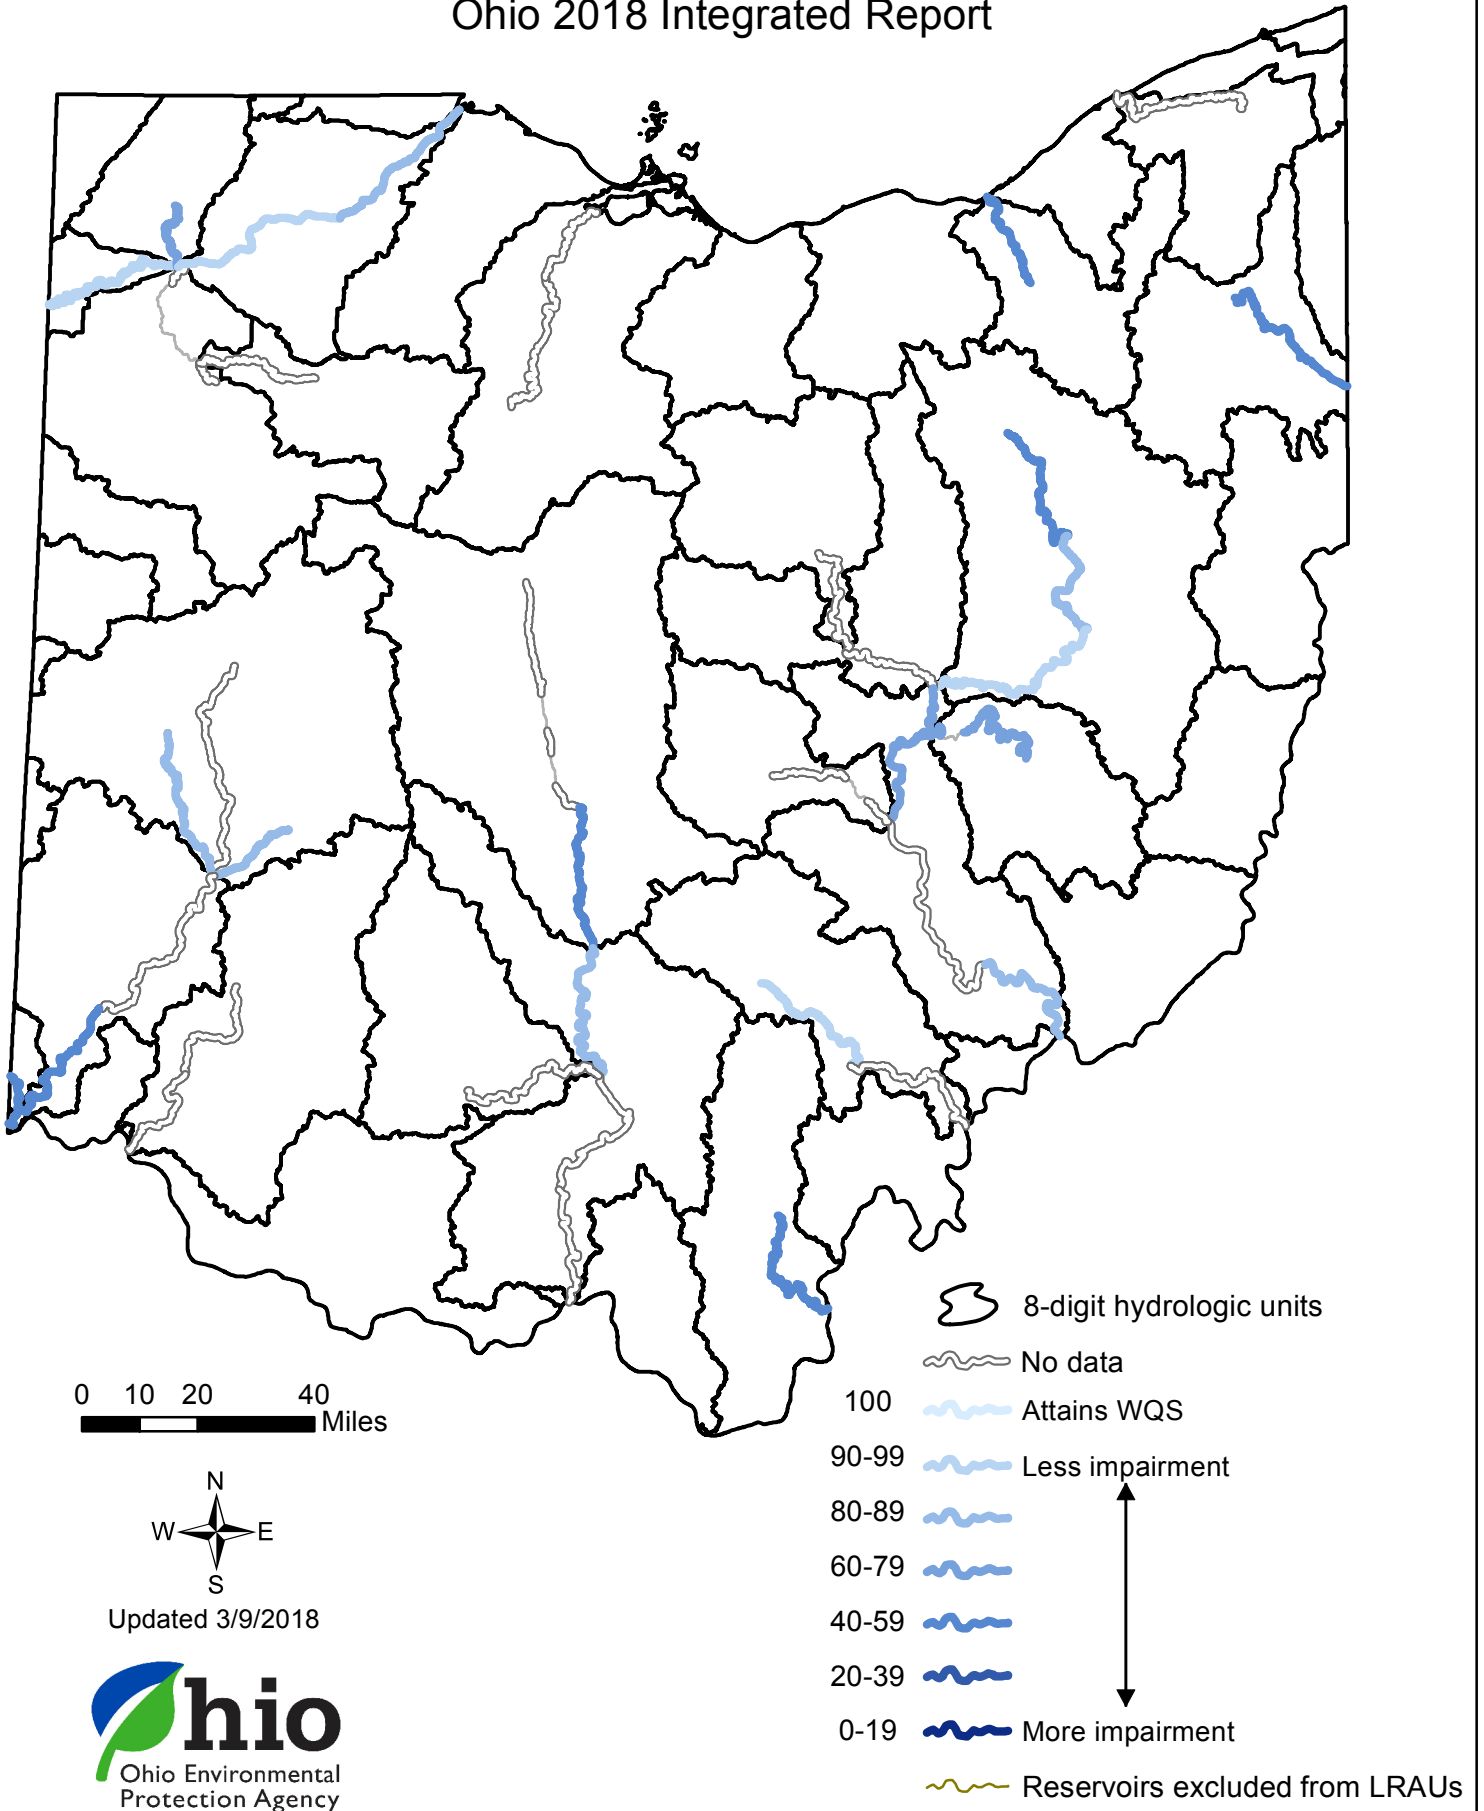 Ohio 2018 Integrated Report
8-digit hydrologic units
No data
100 Attains WQS
90-99 Less impairment
80-89
60-79
40-59
20-39
0-19 More impairment
Reservoirs excluded from LRAUs
0 10 20 40
Miles
N
W E
S
Updated 3/9/2018
Ohio
Ohio Environmental
Protection Agency